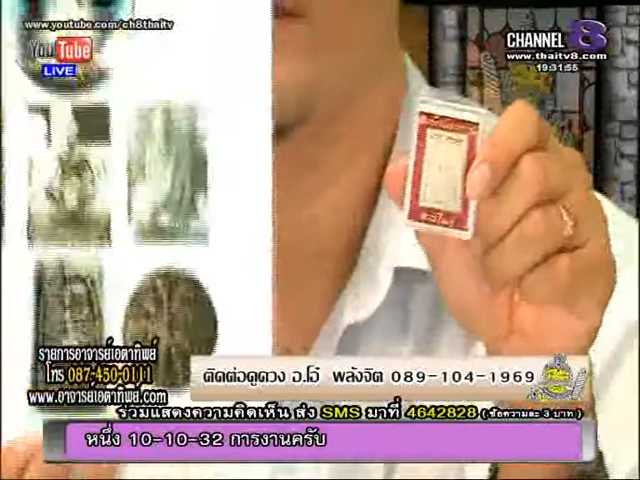 www.youtube.com/ch8thaitv
YouTube
LIVE
CHANNEL 8
www.thaitv8.com
19:31:55
รายการอาจารย์เอตาทิพย์
โทร 087-450-0111
www.อาจารย์เอตาทิพย์.com
ติดต่อดูดวง อ.โอ๋ พลังจิต 089-104-1969
ร่วมแสดงความคิดเห็น ส่ง SMS มาที่ 4642828 (ข้อความละ 3 บาท)
หนึ่ง 10-10-32 การงานครับ